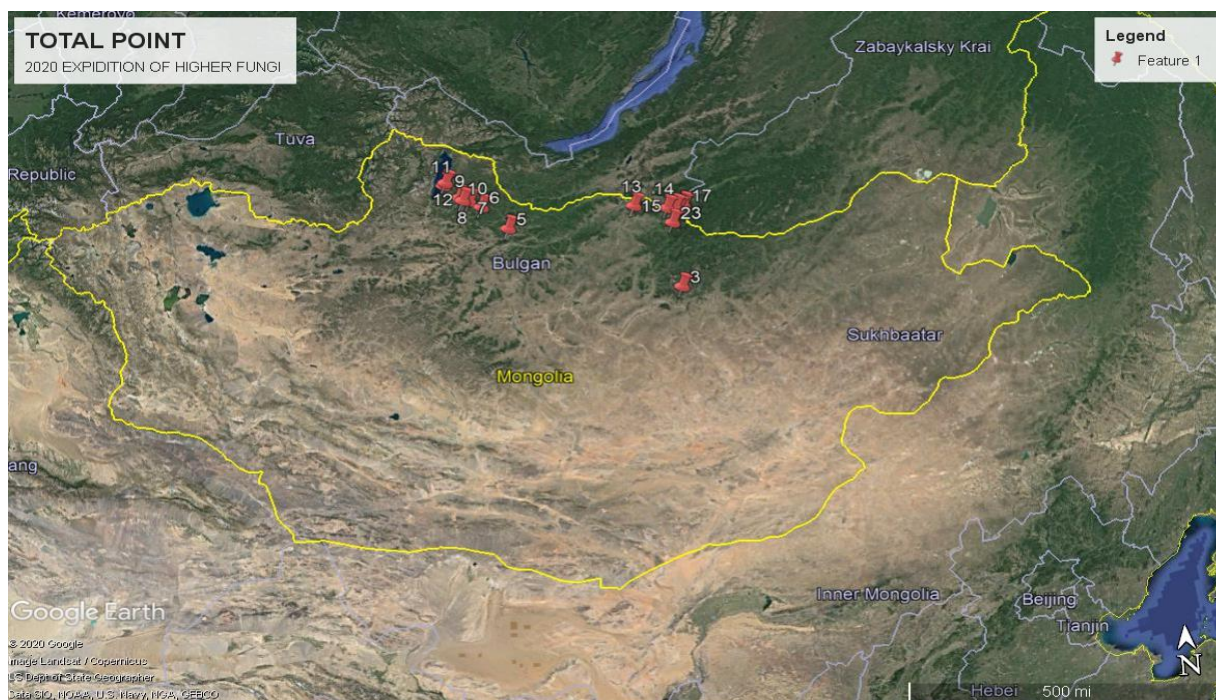 Kemerovo
TOTAL POINT
2020 EXPIDITION OF HIGHER FUNGI
Legend
Feature 1
Zabaykalsky Krai
Tuva
Republic
11
9
10
6
12
8
7
5
13
14
17
15
23
3
Bulgan
Sukhbaatar
Mongolia
ang
Inner Mongolia
Beijing
Tianjin
Hebei
Google Earth
© 2020 Google
Image Landsat / Copernicus
US Dept of State Geographer
Data SIO, NOAA, U.S. Navy, NGA, GEBCO
N
500 mi